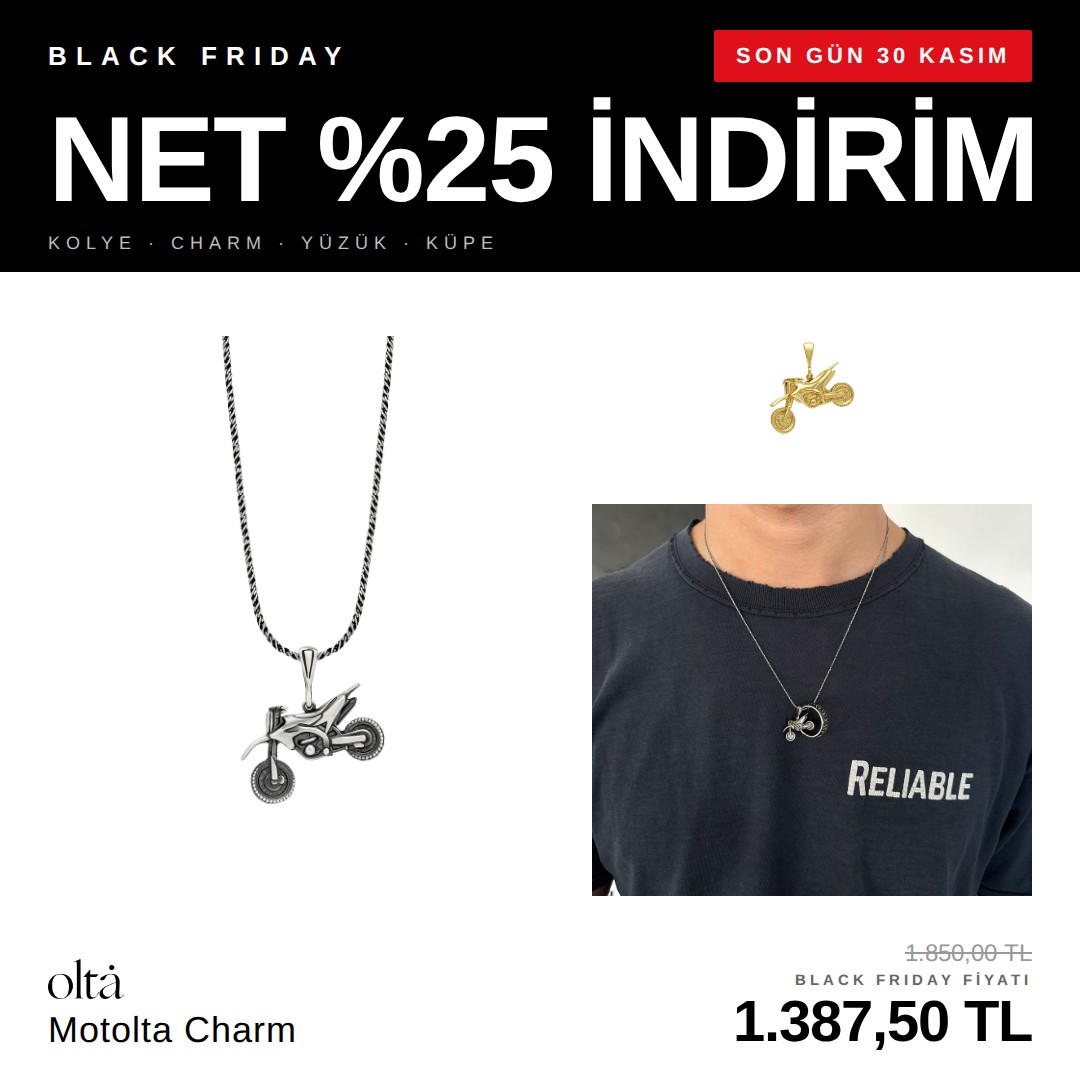 BLACK FRIDAY
SON GÜN 30 KASIM
NET %25 İNDİRİM
KOLYE · CHARM · YÜZÜK · KÜPE
RELIABLE
olta
Motolta Charm
1.850,00 TL
BLACK FRIDAY FİYATI
1.387,50 TL